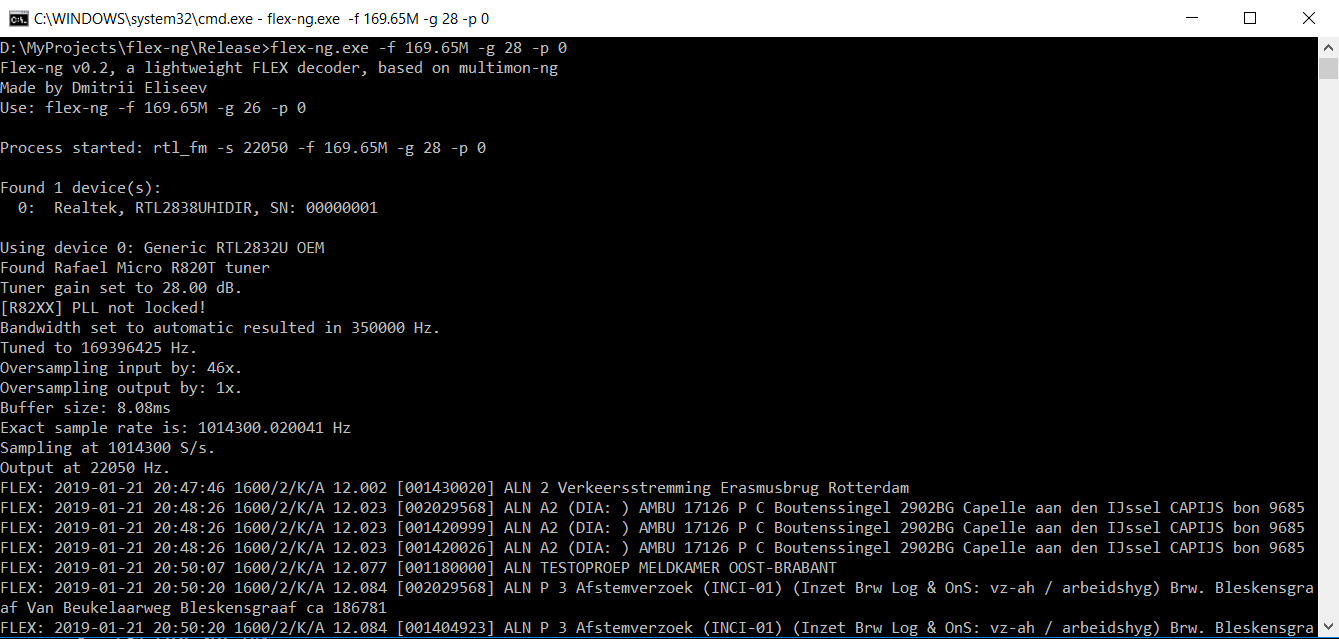 C:\WINDOWS\system32\cmd.exe - flex-ng.exe  -f 169.65M -g 28 -p 0
D:\MyProjects\flex-ng\Release>flex-ng.exe -f 169.65M -g 28 -p 0
Flex-ng v0.2, a lightweight FLEX decoder, based on multimon-ng
Made by Dmitrii Eliseev
Use: flex-ng -f 169.65M -g 26 -p 0
Process started: rtl_fm -s 22050 -f 169.65M -g 28 -p 0
Found 1 device(s):
  0:  Realtek, RTL2838UHIDIR, SN: 00000001
Using device 0: Generic RTL2832U OEM
Found Rafael Micro R820T tuner
Tuner gain set to 28.00 dB.
[R82XX] PLL not locked!
Bandwidth set to automatic resulted in 350000 Hz.
Tuned to 169396425 Hz.
Oversampling input by: 46x.
Oversampling output by: 1x.
Buffer size: 8.08ms
Exact sample rate is: 1014300.020041 Hz
Sampling at 1014300 S/s.
Output at 22050 Hz.
FLEX: 2019-01-21 20:47:46 1600/2/K/A 12.002 [001430020] ALN 2 Verkeersstremming Erasmusbrug Rotterdam
FLEX: 2019-01-21 20:48:26 1600/2/K/A 12.023 [002029568] ALN A2 (DIA: ) AMBU 17126 P C Boutenssingel 2902BG Capelle aan den IJssel CAPIJS bon 9685
FLEX: 2019-01-21 20:48:26 1600/2/K/A 12.023 [001420999] ALN A2 (DIA: ) AMBU 17126 P C Boutenssingel 2902BG Capelle aan den IJssel CAPIJS bon 9685
FLEX: 2019-01-21 20:48:26 1600/2/K/A 12.023 [001420026] ALN A2 (DIA: ) AMBU 17126 P C Boutenssingel 2902BG Capelle aan den IJssel CAPIJS bon 9685
FLEX: 2019-01-21 20:50:07 1600/2/K/A 12.077 [001180000] ALN TESTOPROEP MELDKAMER OOST-BRABANT
FLEX: 2019-01-21 20:50:20 1600/2/K/A 12.084 [002029568] ALN P 3 Afstemverzoek (INCI-01) (Inzet Brw Log & OnS: vz-ah / arbeidshyg) Brw. Bleskensgra
af Van Beukelaarweg Bleskensgraaf ca 186781
FLEX: 2019-01-21 20:50:20 1600/2/K/A 12.084 [001404923] ALN P 3 Afstemverzoek (INCI-01) (Inzet Brw Log & OnS: vz-ah / arbeidshyg) Brw. Bleskensgra